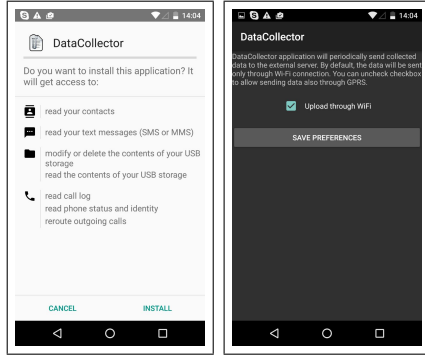 14:04
DataCollector
Do you want to install this application? It
will get access to:
read your contacts
read your text messages (SMS or MMS)
modify or delete the contents of your USB
storage
read the contents of your USB storage
read call log
read phone status and identity
reroute outgoing calls
CANCEL
INSTALL
14:04
DataCollector
DataCollector application will periodically send collected
data to the external server. By default, the data will be sent
only through Wi-Fi connection. You can uncheck checkbox
to allow sending data also through GPRS.
Upload through WiFi
SAVE PREFERENCES